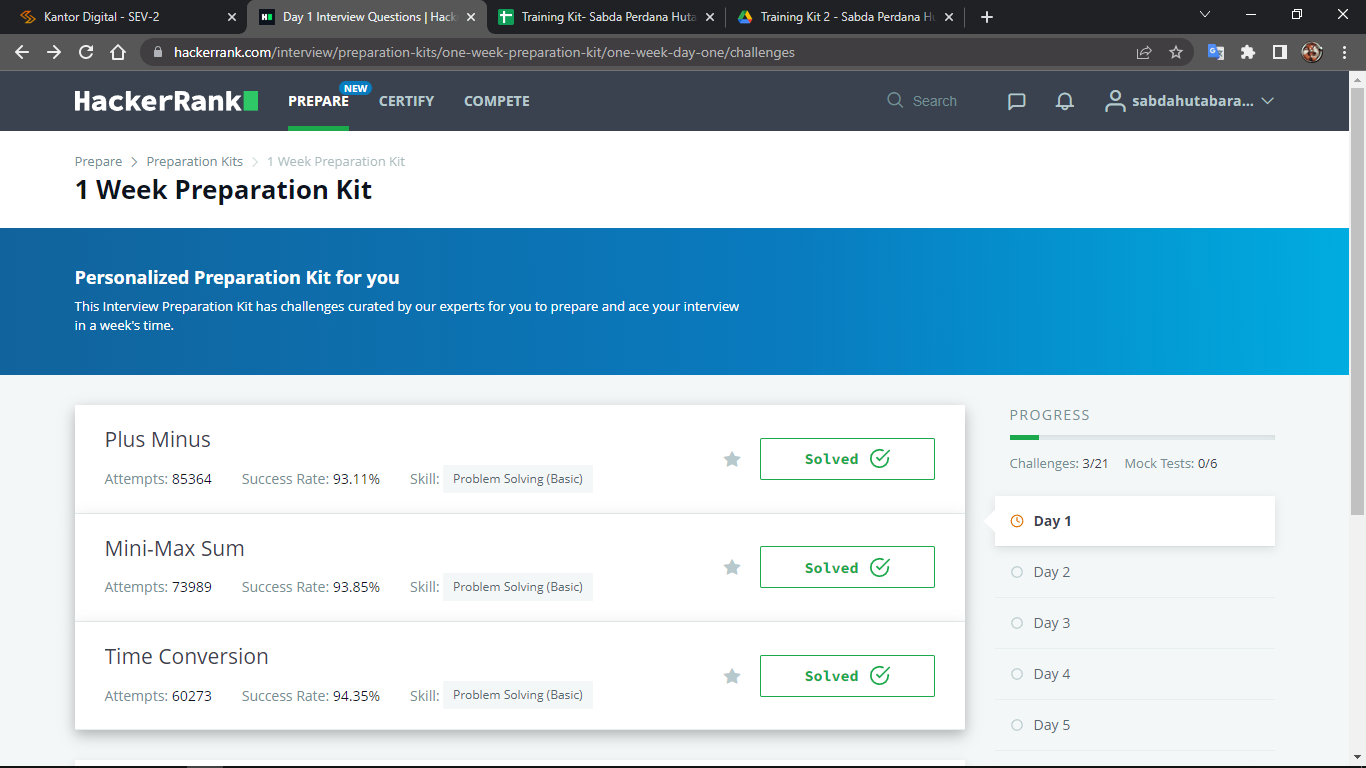 Kantor Digital - SEV-2
Day 1 Interview Questions | Hack
Training Kit- Sabda Perdana Huta
Training Kit 2 - Sabda Perdana Hu
hackerrank.com/interview/preparation-kits/one-week-preparation-kit/one-week-day-one/challenges
HackerRank
PREPARE
NEW
CERTIFY
COMPETE
Search
sabdahutabara...
Prepare > Preparation Kits > 1 Week Preparation Kit
1 Week Preparation Kit
Personalized Preparation Kit for you
This Interview Preparation Kit has challenges curated by our experts for you to prepare and ace your interview
in a week's time.
Plus Minus
Attempts: 85364 Success Rate: 93.11% Skill: Problem Solving (Basic)
Solved
Mini-Max Sum
Attempts: 73989 Success Rate: 93.85% Skill: Problem Solving (Basic)
Solved
Time Conversion
Attempts: 60273 Success Rate: 94.35% Skill: Problem Solving (Basic)
Solved
PROGRESS
Challenges: 3/21 Mock Tests: 0/6
Day 1
Day 2
Day 3
Day 4
Day 5